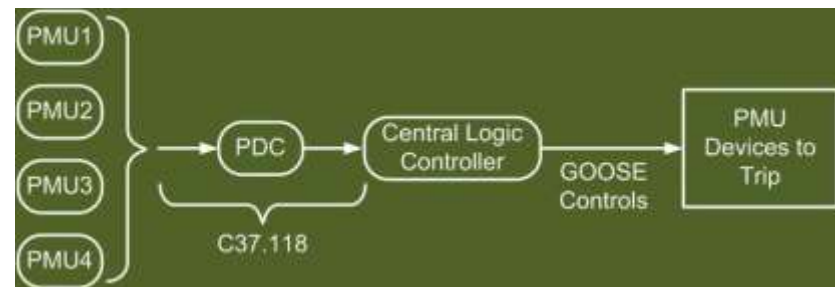 PMU1
PMU2
PMU3
PMU4
PDC
C37.118
Central Logic
Controller
GOOSE
Controls
PMU
Devices to
Trip